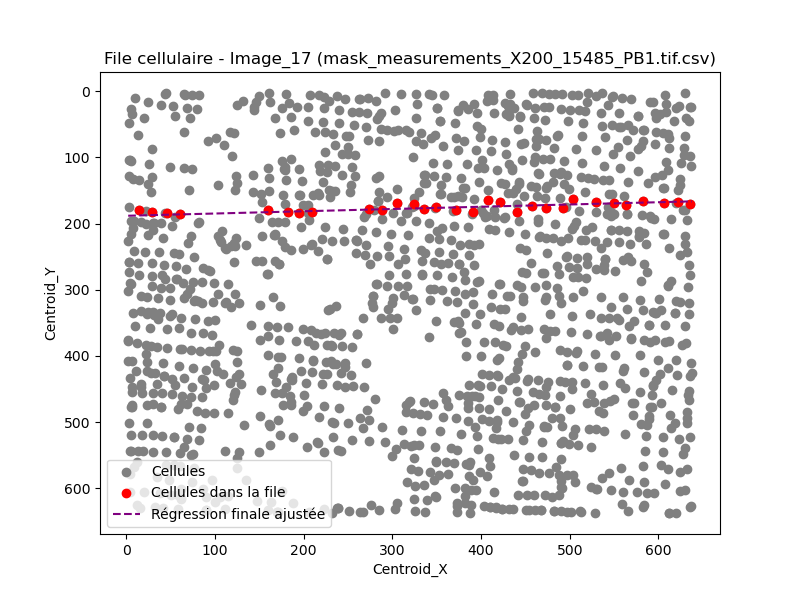 File cellulaire - Image_17 (mask_measurements_X200_15485_PB1.tif.csv)
0
100
200
300
400
500
600
Centroid_Y
Cellules
Cellules dans la file
Régression finale ajustée
0 100 200 300 400 500 600
Centroid_X